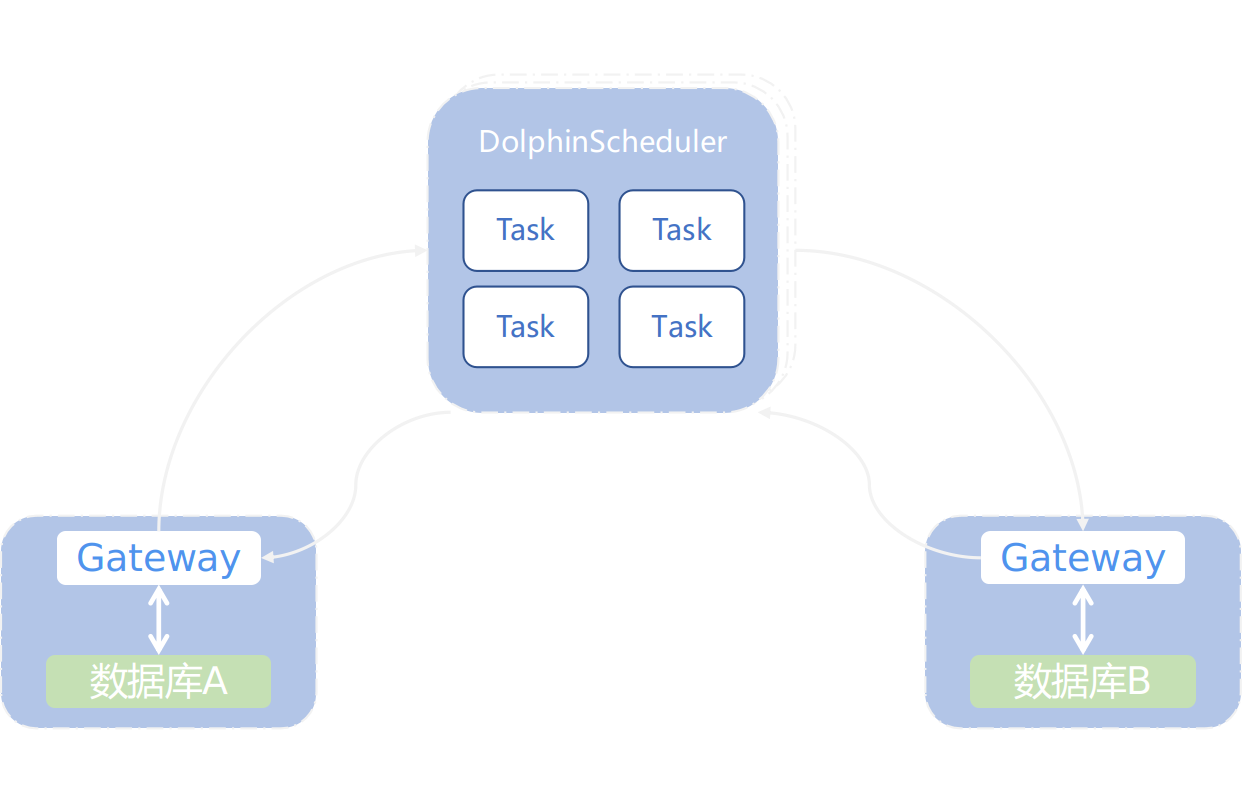 DolphinScheduler
Task
Task
Task
Task
Gateway
Gateway
数据库A
数据库B